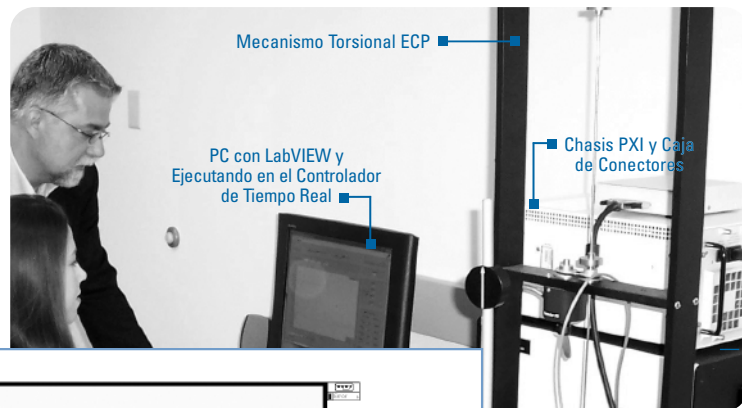 Mecanismo Torsional ECP
PC con LabVIEW y
Ejecutando en el Controlador
de Tiempo Real
Chasis PXI y Caja
de Conectores